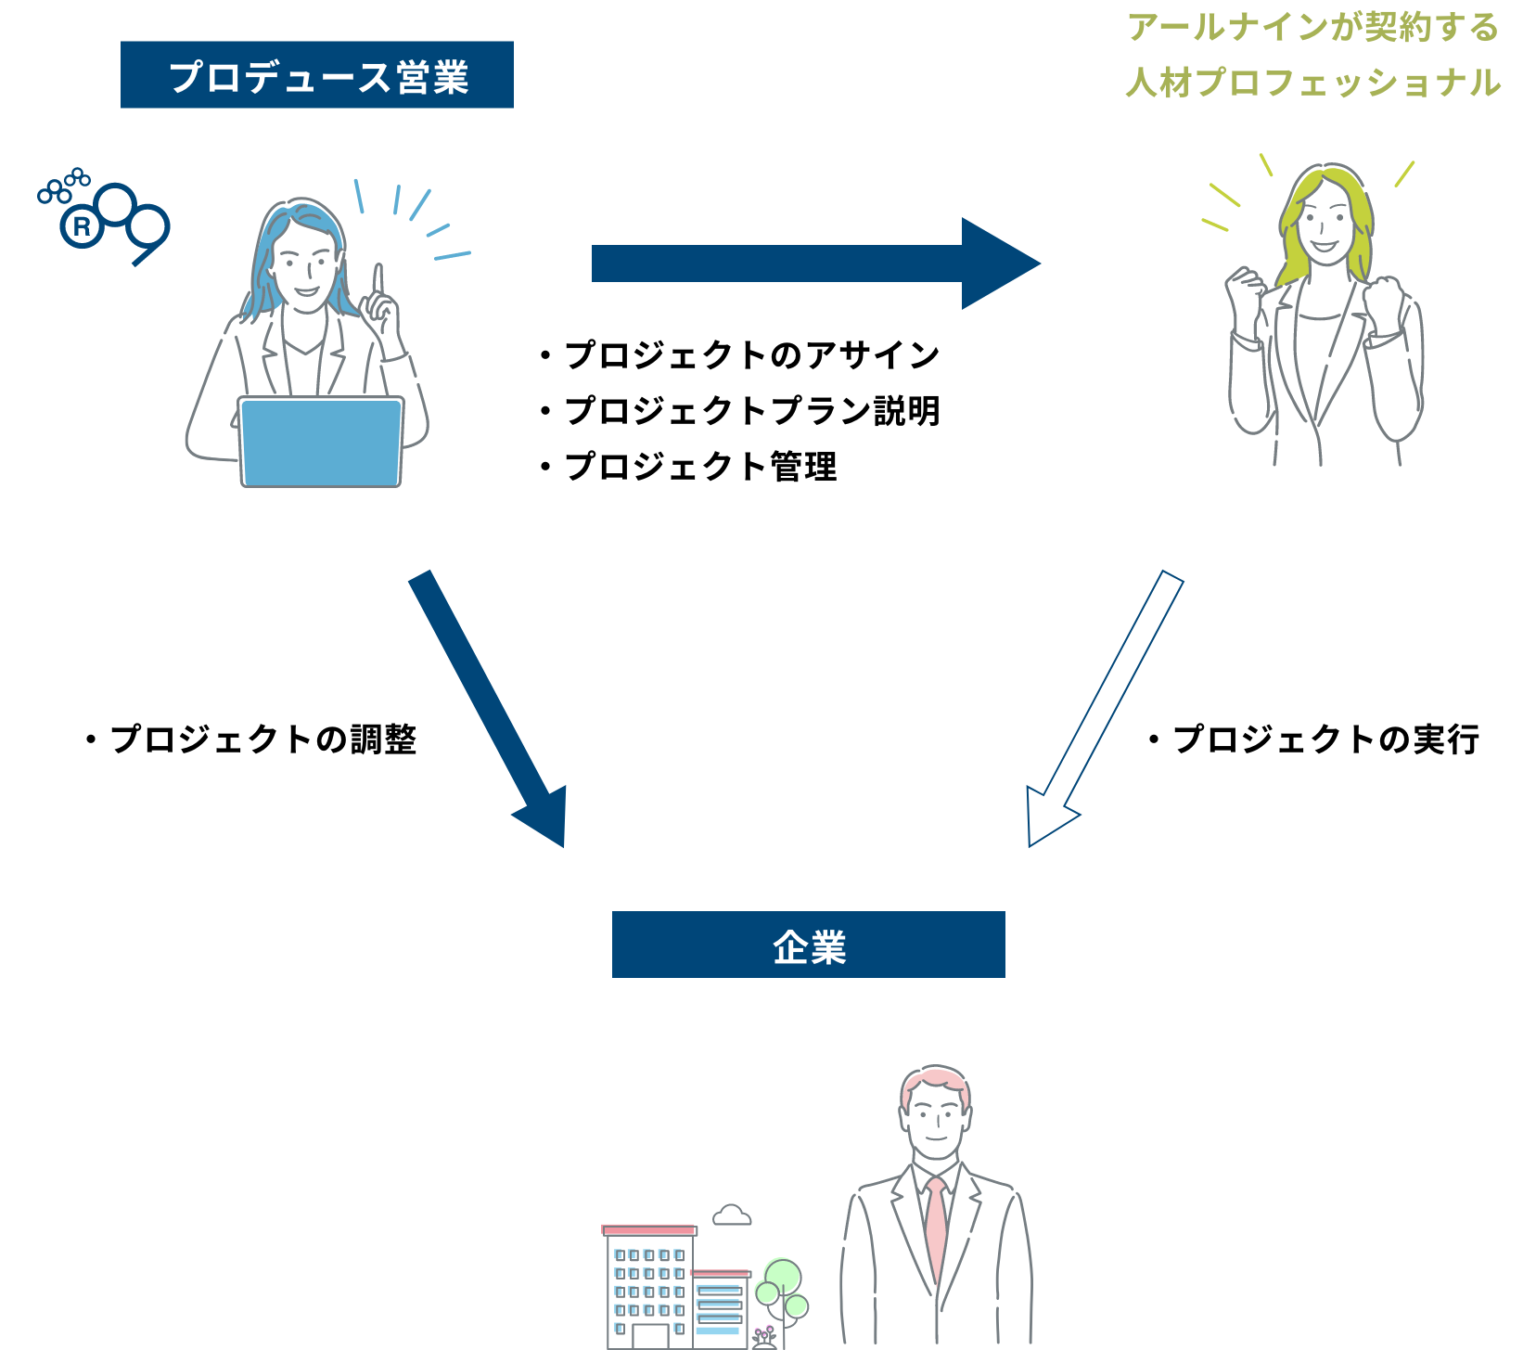 プロデュース営業
アールナインが契約する
人材プロフェッショナル
R
・プロジェクトのアサイン
・プロジェクトプラン説明
・プロジェクト管理
・プロジェクトの調整
・プロジェクトの実行
企業